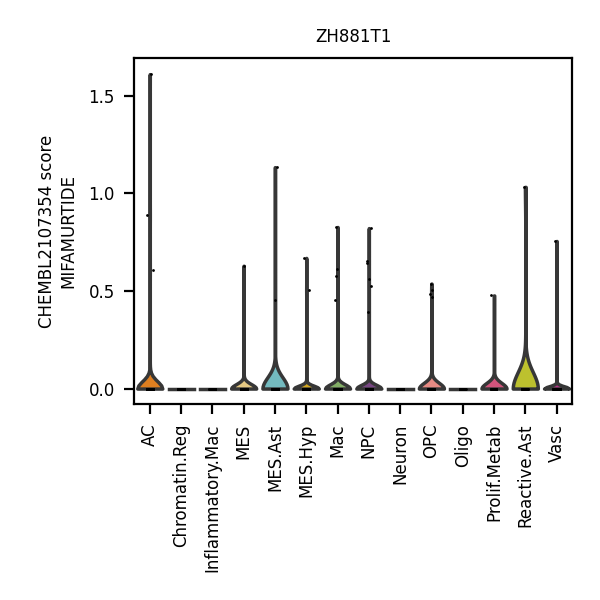 ZH881T1
CHEMBL2107354 score
MIFAMURTIDE
1.5
1.0
0.5
0.0
AC
Chromatin.Reg
Inflammatory.Mac
MES
MES.Ast
MES.Hyp
Mac
NPC
Neuron
OPC
Oligo
Prolif.Metab
Reactive.Ast
Vasc